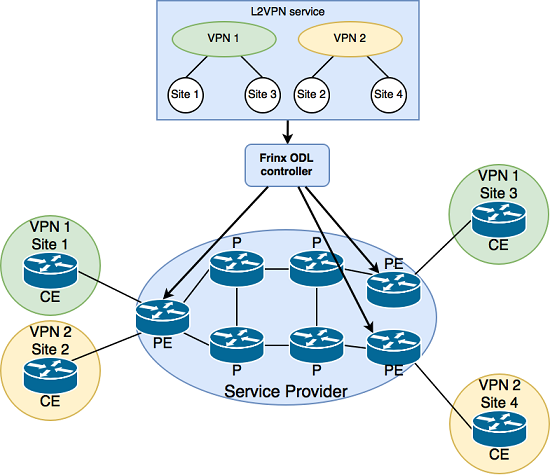 L2VPN service
VPN 1
VPN 2
Site 1
Site 3
Site 2
Site 4
Frinx ODL
controller
VPN 1
Site 3
CE
VPN 1
Site 1
CE
P
P
PE
PE
VPN 2
Site 2
CE
P
P
PE
Service Provider
VPN 2
Site 4
CE